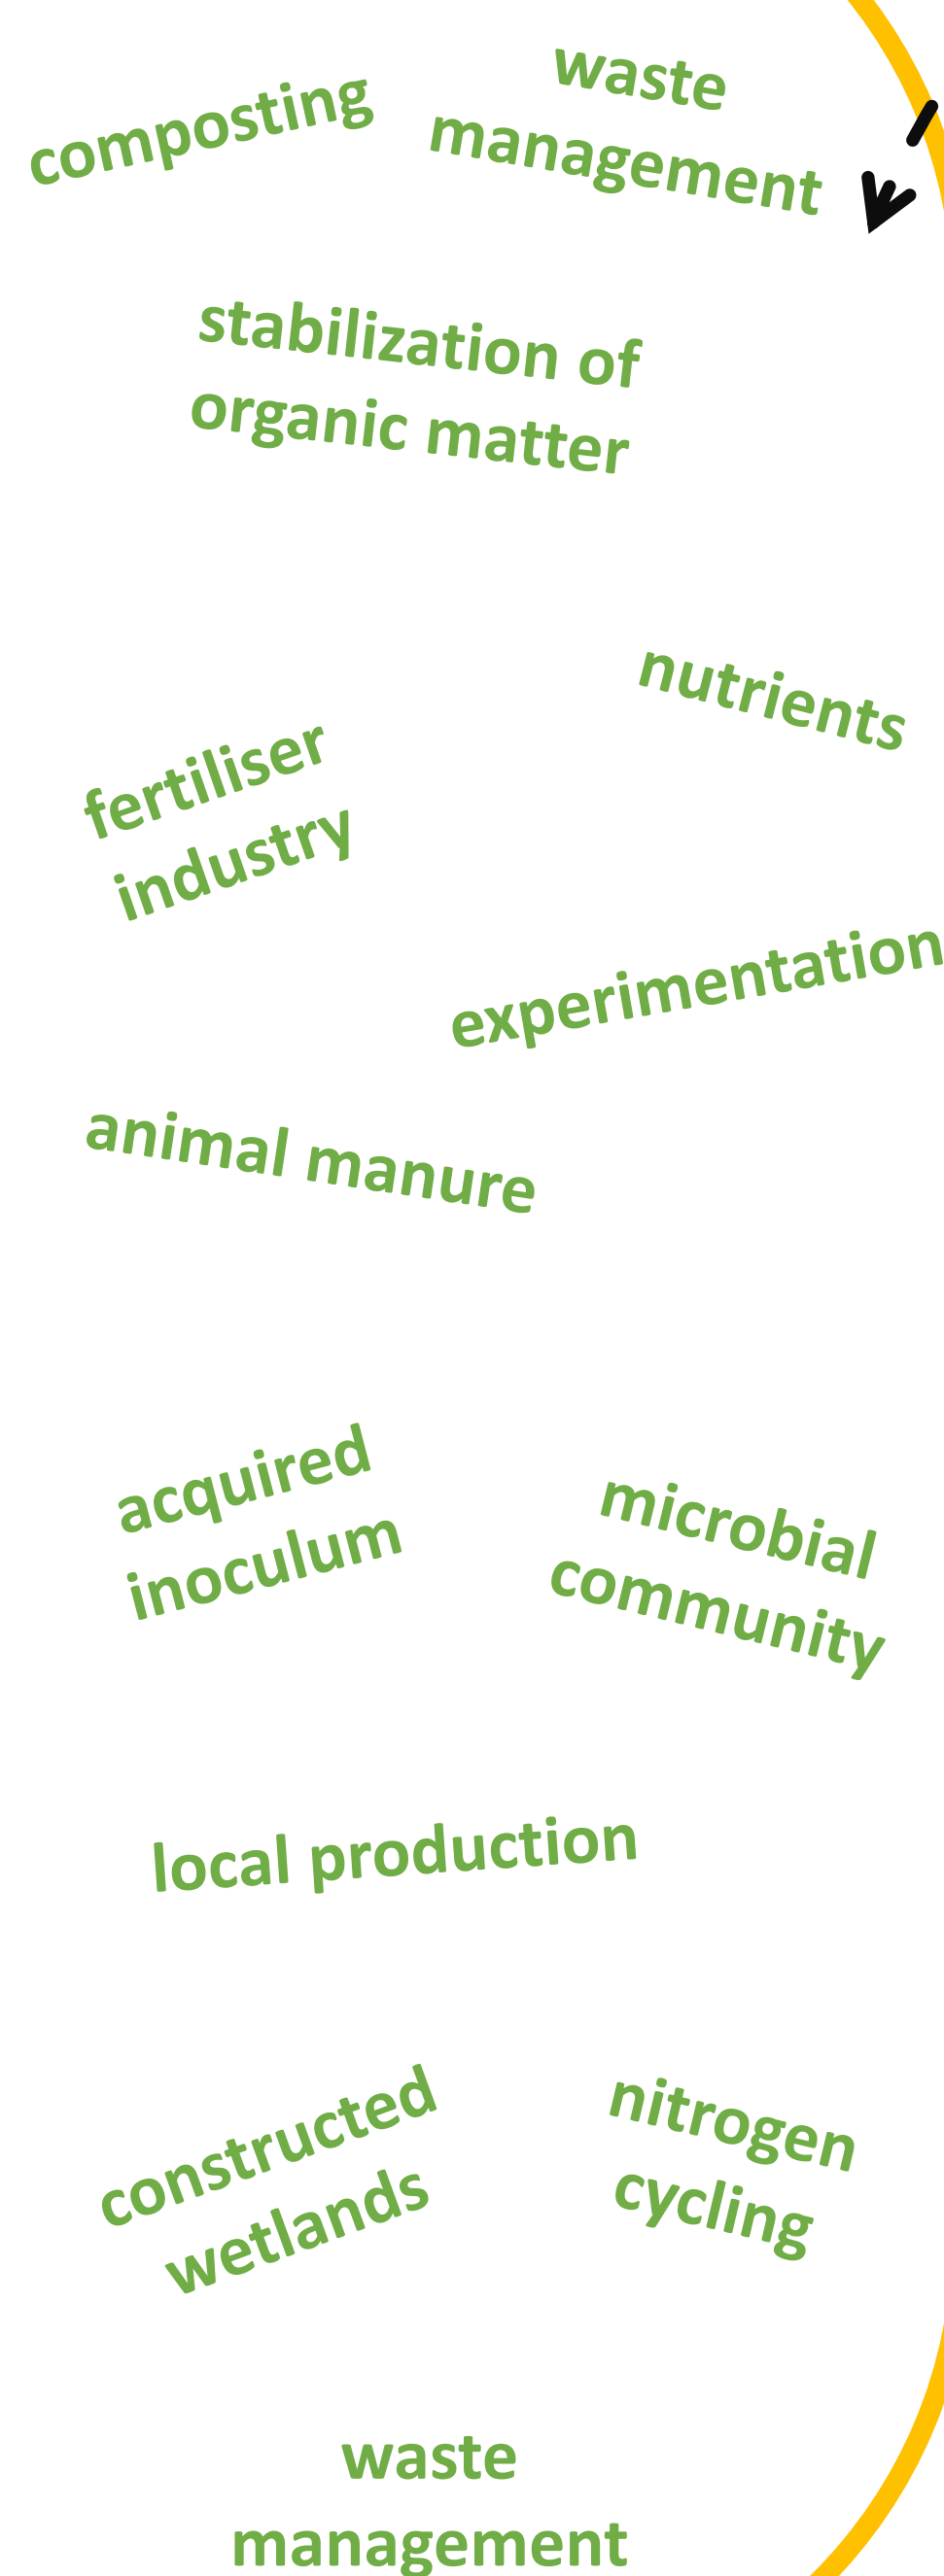 composting
waste
management
stabilization of
organic matter
nutrients
fertiliser
industry
experimentation
animal manure
acquired
inoculum
microbial
community
local production
constructed
wetlands
nitrogen
cycling
waste
management